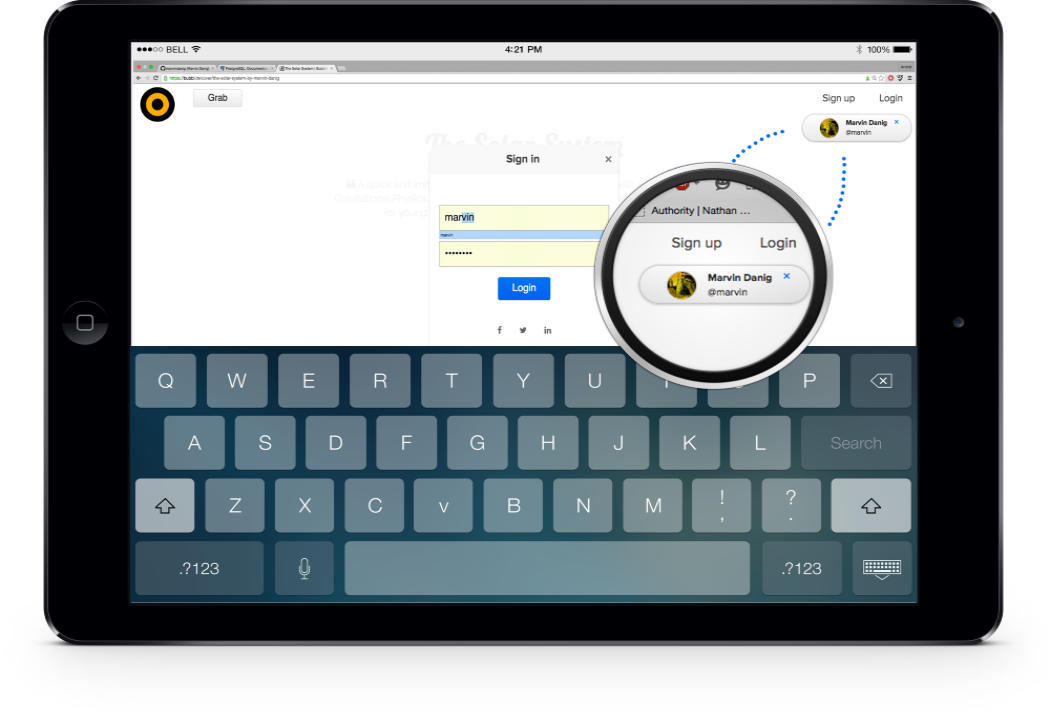 BELL 4:21 PM 100%
Grab
Sign up Login
Marvin Danig ×
@marvin
The Solar System
Sign in ×
marvin
marvin
••••••••
Login
Authority | Nathan ...
Sign up Login
Marvin Danig ×
@marvin
Q W E R T Y U P
A S D F G H J K L Search
Z X C v B N M ! , ? .
.?123 .?123